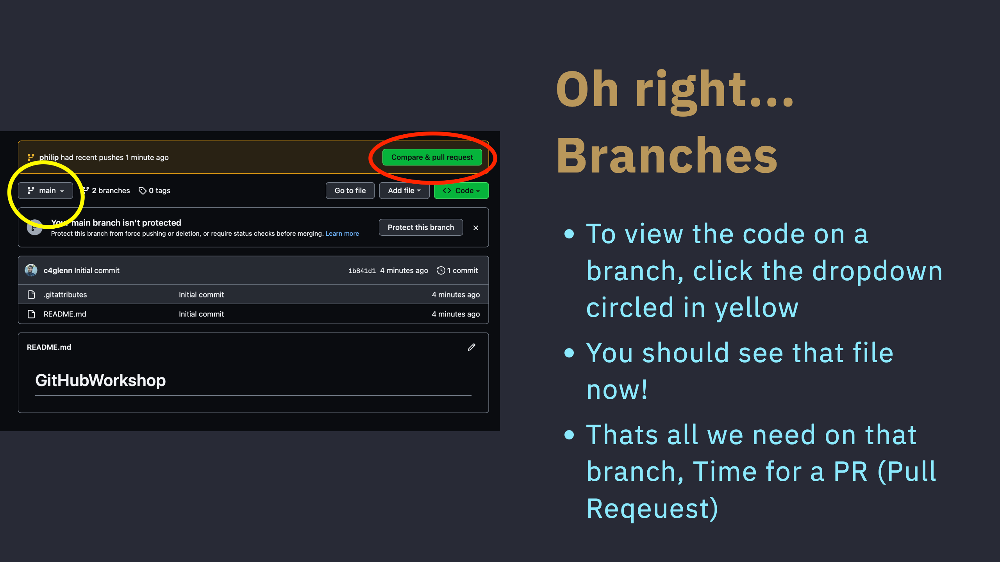 Oh right...
Branches
philip had recent pushes 1 minute ago
Compare & pull request
main
2 branches
0 tags
Go to file
Add file
Code
Your main branch isn't protected
Protect this branch from force pushing or deletion, or require status checks before merging. Learn more
Protect this branch
c4glenn Initial commit
1b841d1 4 minutes ago
1 commit
.gitattributes Initial commit 4 minutes ago
README.md Initial commit 4 minutes ago
README.md
GitHubWorkshop
• To view the code on a
branch, click the dropdown
circled in yellow
• You should see that file
now!
• Thats all we need on that
branch, Time for a PR (Pull
Reqeuest)